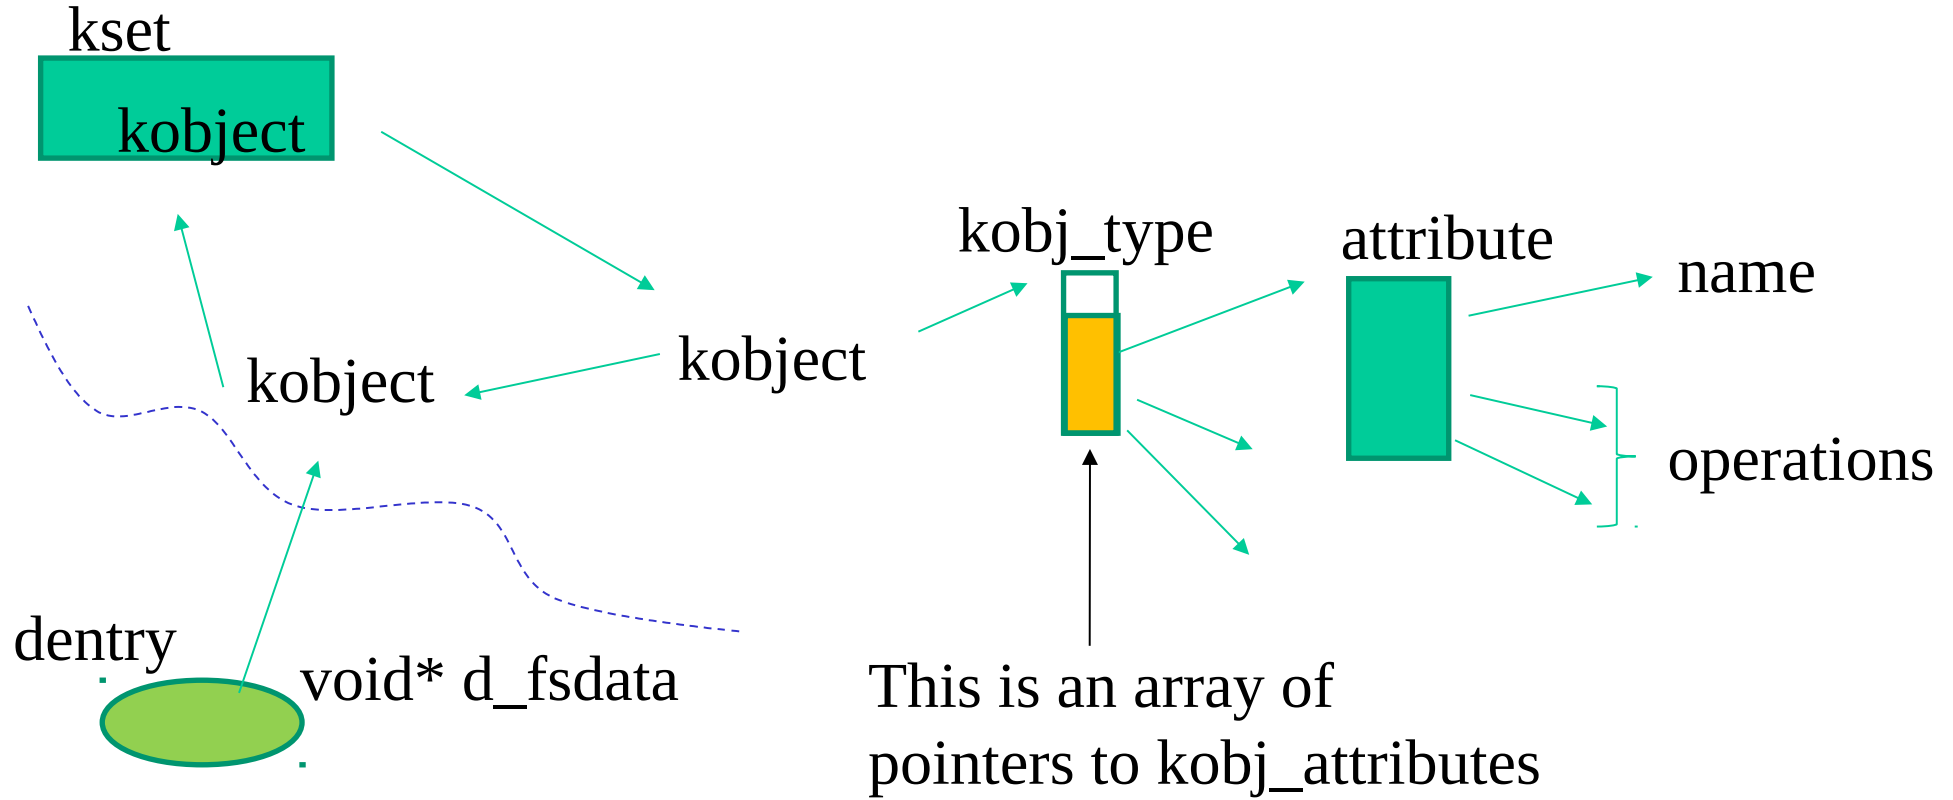 kset
kobject
kobj_type
attribute
name
kobject
kobject
operations
dentry
void* d_fsdata
This is an array of
pointers to kobj_attributes